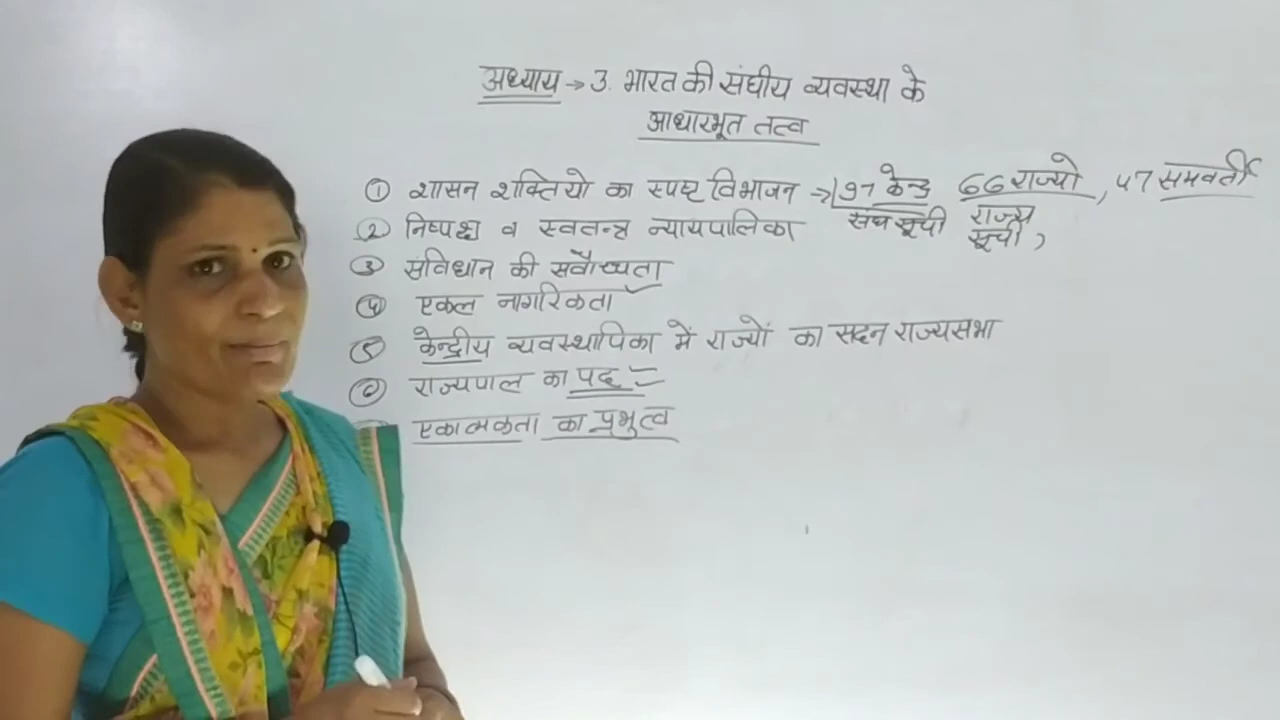 अध्याय → 3. भारत की संघीय व्यवस्था के
आधारभूत तत्व
① शासन शक्तियो का स्पष्ट विभाजन → 97 केन्द्र 66 राज्यो, 47 समवर्ती
संघ सूची राज्य सूची,
② निष्पक्ष व स्वतन्त्र न्यायपालिका
③ संविधान की सर्वोच्चता
④ एकल नागरिकता
⑤ केन्द्रीय व्यवस्थापिका में राज्यों का सदन राज्यसभा
⑥ राज्यपाल का पद
एकात्मकता का प्रभुत्व